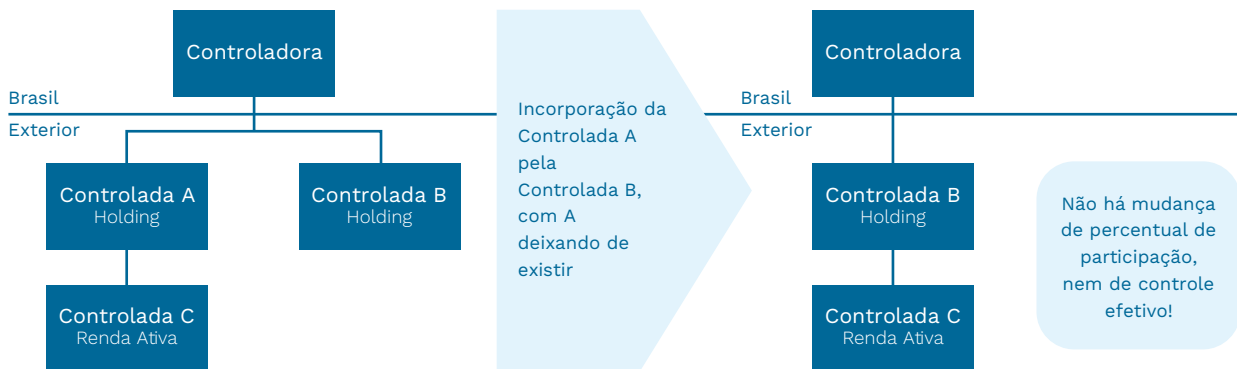 Controladora
Brasil
Exterior
Controlada A
Holding
Controlada B
Holding
Controlada C
Renda Ativa
Incorporação da
Controlada A
pela
Controlada B,
com A
deixando de
existir
Controladora
Brasil
Exterior
Controlada B
Holding
Controlada C
Renda Ativa
Não há mudança
de percentual de
participação,
nem de controle
efetivo!